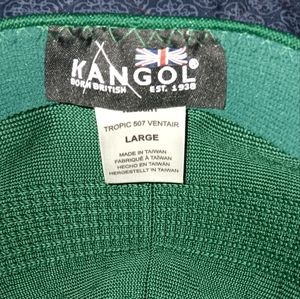 KANGOL®
BORN BRITISH EST. 1938
TROPIC 507 VENTAIR
LARGE
MADE IN TAIWAN
FABRIQUÉ À TAIWAN
HECHO EN TAIWÁN
HERGESTELLT IN TAIWAN